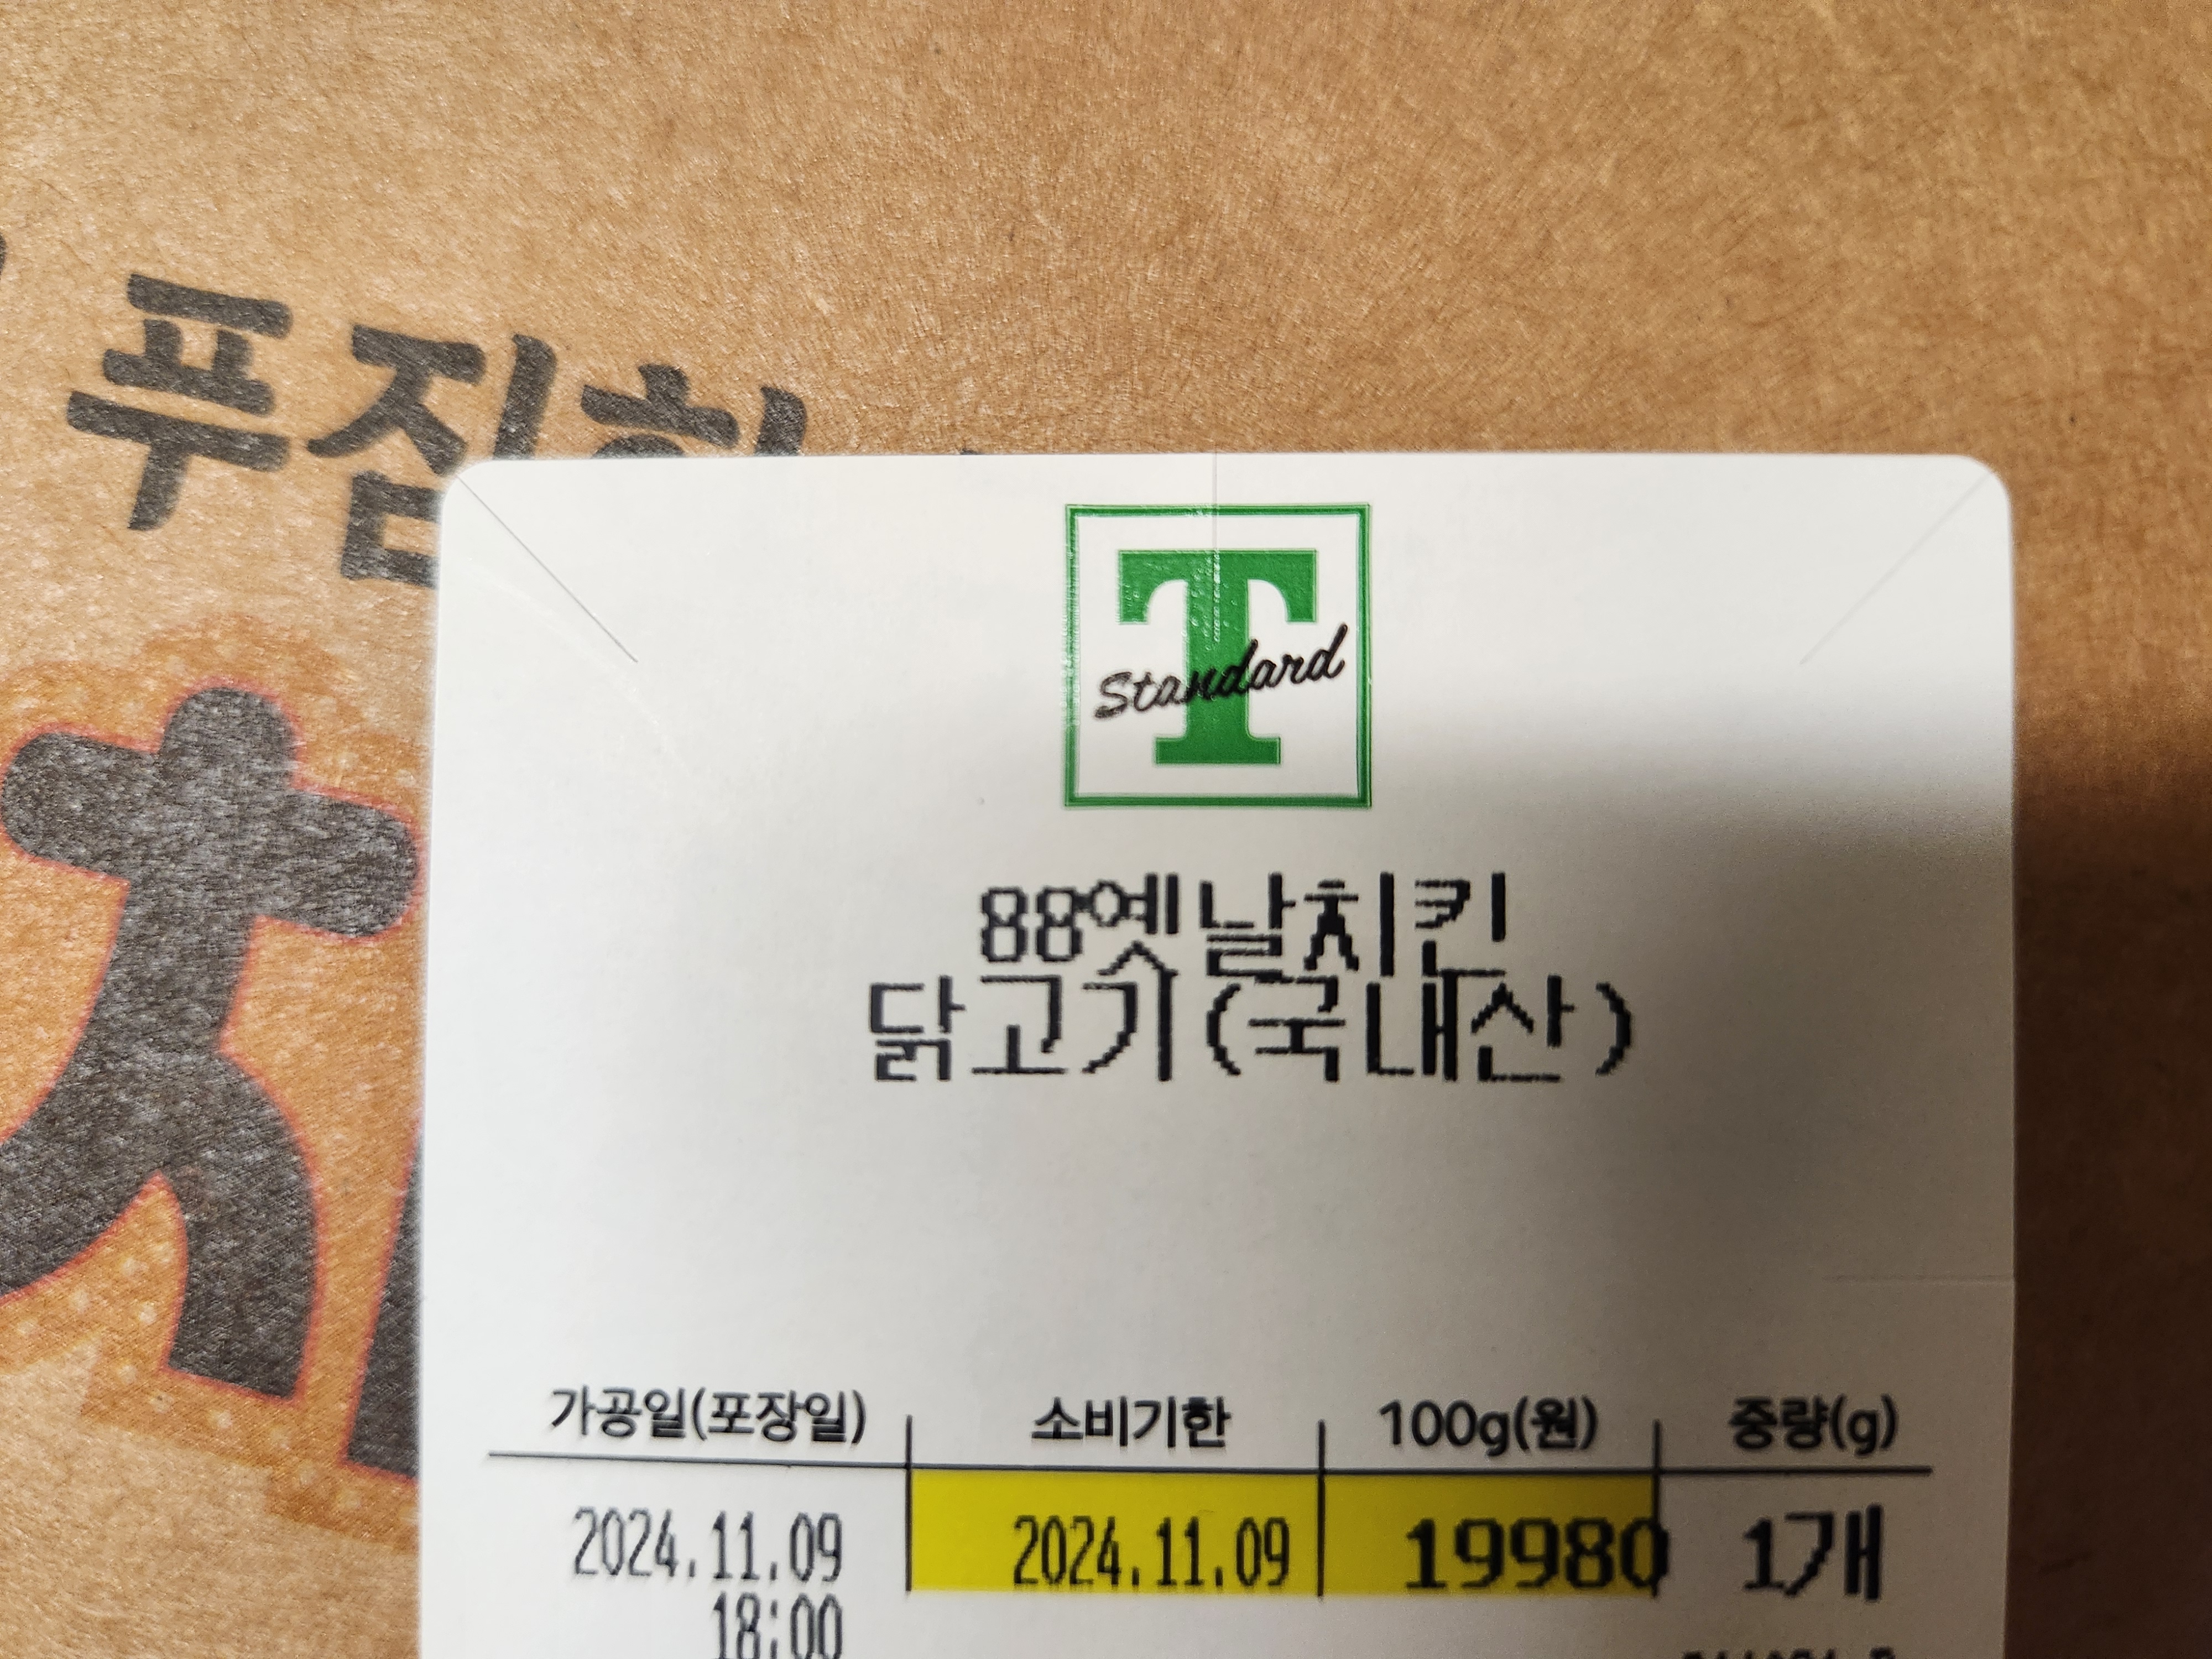 푸짐한
T
Standard
88옛날치킨
닭고기(국내산)
가공일(포장일) 소비기한 100g(원) 중량(g)
2024.11.09 2024.11.09 19980 1개
18:00